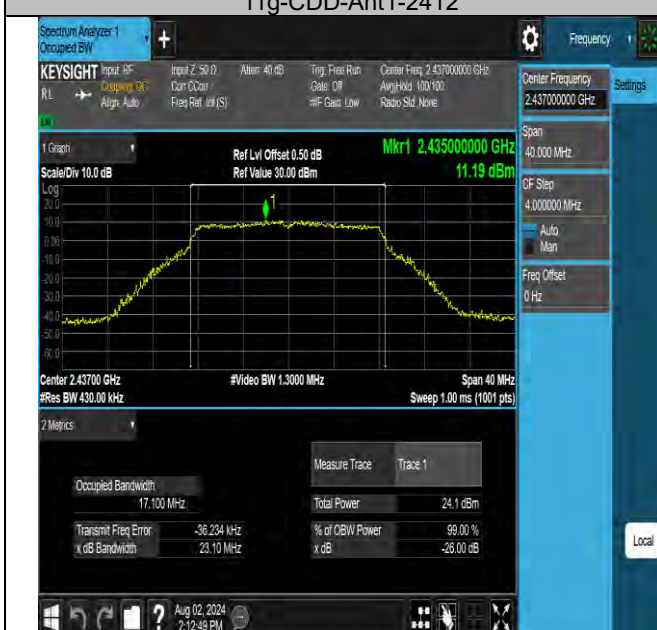 11g-CDD-Ant1-2412
Spectrum Analyzer 1
Occupied BW
+
Frequency
KEYSIGHT Input: RF Input Z: 50 Ω Atten: 40 dB Trig: Free Run Center Freq: 2.437000000 GHz
RL Coupling: DC Corr CCorr Gate: Off Avg|Hold: 100/100
Align: Auto Freq Ref: Int (S) #IF Gain: Low Radio Std: None
Center Frequency
2.437000000 GHz
Settings
Span
40.000 MHz
CF Step
4.000000 MHz
Auto
Man
Freq Offset
0 Hz
Local
1 Graph
Ref Lvl Offset 0.50 dB
Mkr1 2.435000000 GHz
Scale/Div 10.0 dB Ref Value 30.00 dBm 11.19 dBm
Log
20.0
10.0
0.00
-10.0
-20.0
-30.0
-40.0
-50.0
-60.0
1
Center 2.43700 GHz #Video BW 1.3000 MHz Span 40 MHz
#Res BW 430.00 kHz Sweep 1.00 ms (1001 pts)
2 Metrics
Measure Trace Trace 1
Occupied Bandwidth
17.100 MHz Total Power 24.1 dBm
Transmit Freq Error -36.234 kHz % of OBW Power 99.00 %
x dB Bandwidth 23.10 MHz x dB -26.00 dB
? Aug 02, 2024
2:12:49 PM